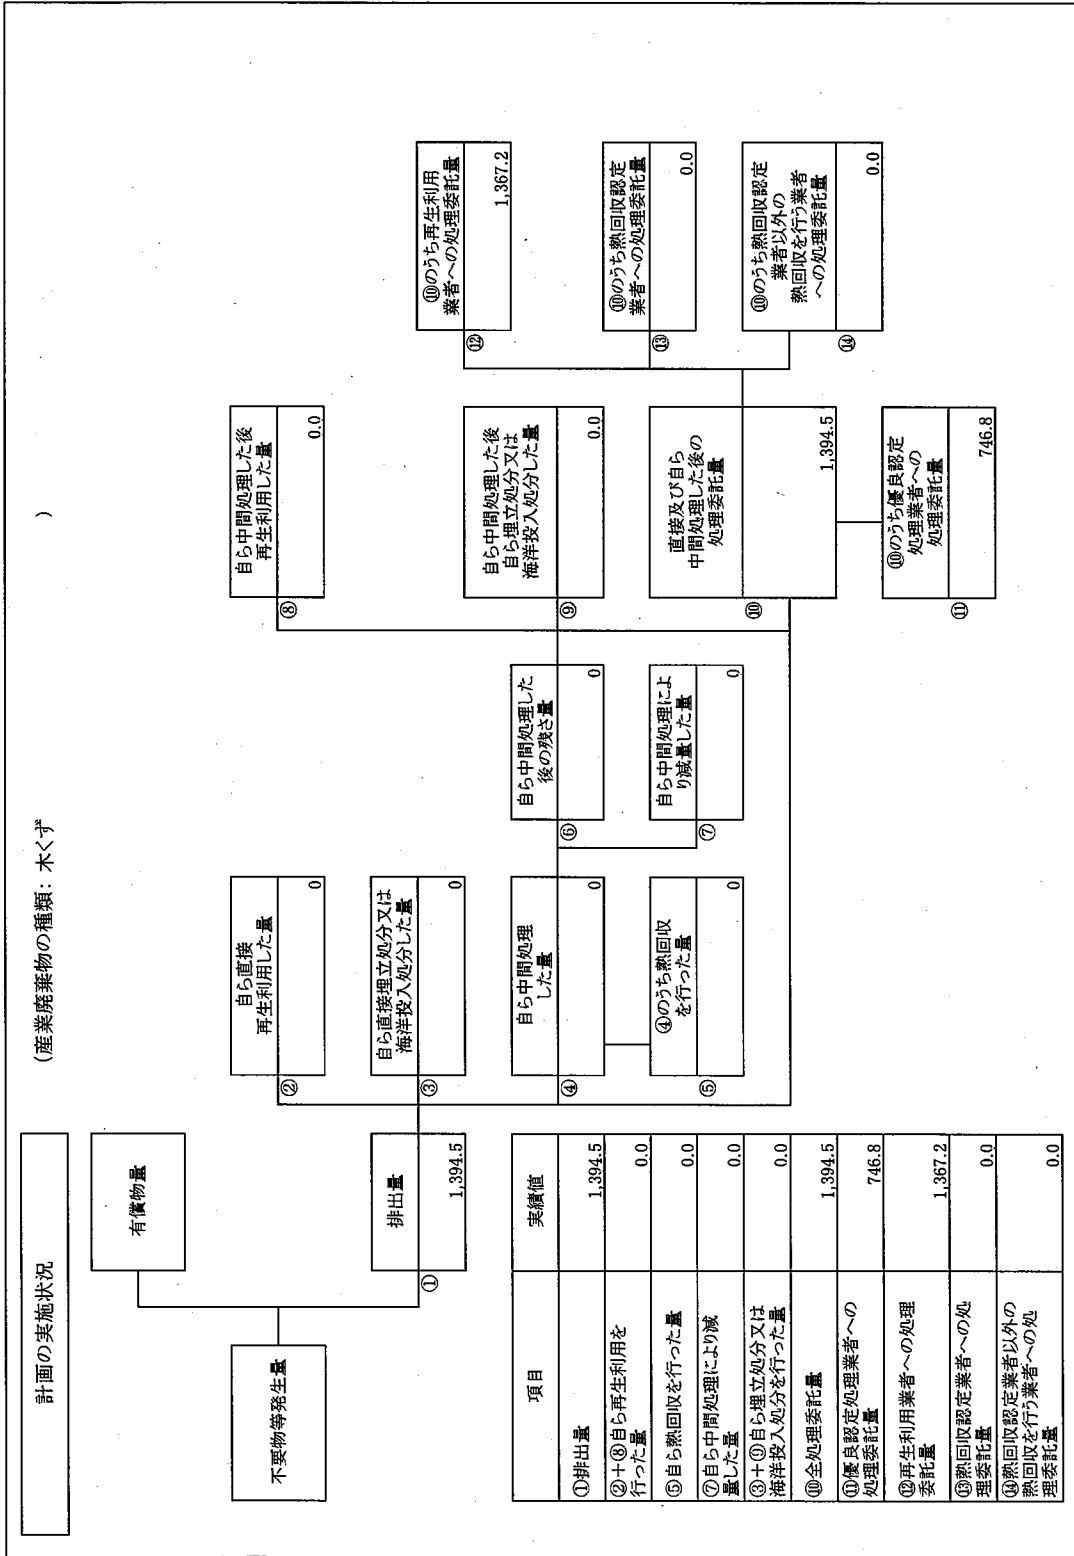 計画の実施状況
(産業廃棄物の種類: 木くず
)
不要物等発生量
有償物量
排出量
①
1,394.5
自ら直接
再生利用した量
②
0
自ら直接埋立処分又は
海洋投入処分した量
③
0
自ら中間処理
した量
④
0
④のうち熱回収
を行った量
⑤
0
自ら中間処理した
後の残さ量
⑥
0
自ら中間処理によ
り減量した量
⑦
0
自ら中間処理した後
再生利用した量
⑧
0.0
自ら中間処理した後
自ら埋立処分又は
海洋投入処分した量
⑨
0.0
直接及び自ら
中間処理した後の
処理委託量
⑩
1,394.5
⑩のうち優良認定
処理業者への
処理委託量
⑪
746.8
⑩のうち再生利用
業者への処理委託量
⑫
1,367.2
⑩のうち熱回収認定
業者への処理委託量
⑬
0.0
⑩のうち熱回収認定
業者以外の
熱回収を行う業者
への処理委託量
⑭
0.0
項目
実績値
①排出量
1,394.5
②+⑧自ら再生利用を
行った量
0.0
⑤自ら熱回収を行った量
0.0
⑦自ら中間処理により減
量した量
0.0
③+⑨自ら埋立処分又は
海洋投入処分を行った量
0.0
⑩全処理委託量
1,394.5
⑪優良認定処理業者への
処理委託量
746.8
⑫再生利用業者への処理
委託量
1,367.2
⑬熱回収認定業者への処
理委託量
0.0
⑭熱回収認定業者以外の
熱回収を行う業者への処
理委託量
0.0